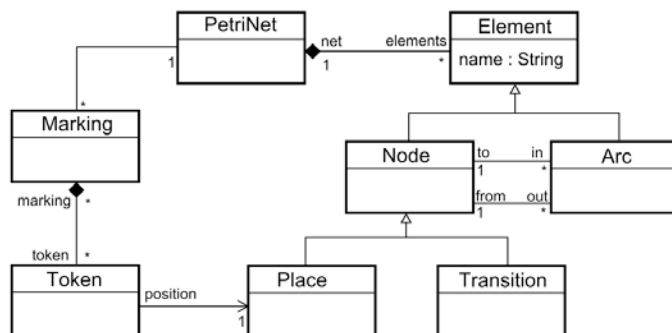 PetriNet
net
elements
1
1
*
Element
name : String
*
Marking
marking
*
token
*
Token
position
1
Node
to
in
1
*
from
out
1
*
Arc
Place
Transition